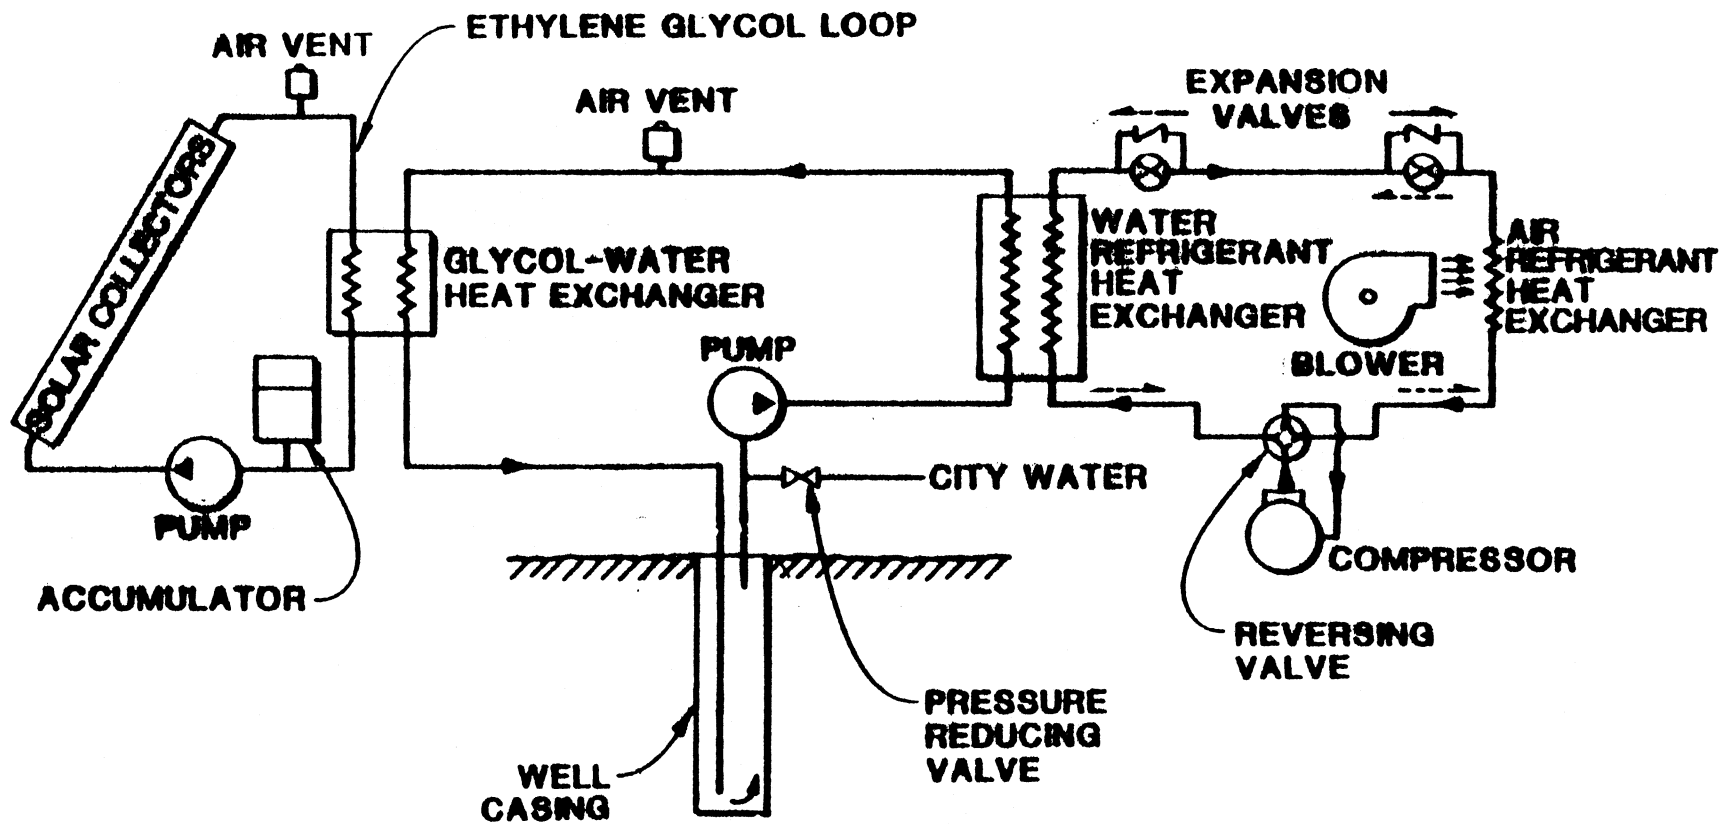 ETHYLENE GLYCOL LOOP
AIR VENT
AIR VENT
EXPANSION
VALVES
SOLAR COLLECTORS
GLYCOL-WATER
HEAT EXCHANGER
WATER
REFRIGERANT
HEAT
EXCHANGER
AIR
REFRIGERANT
HEAT
EXCHANGER
BLOWER
PUMP
PUMP
CITY WATER
ACCUMULATOR
COMPRESSOR
REVERSING
VALVE
PRESSURE
REDUCING
VALVE
WELL
CASING